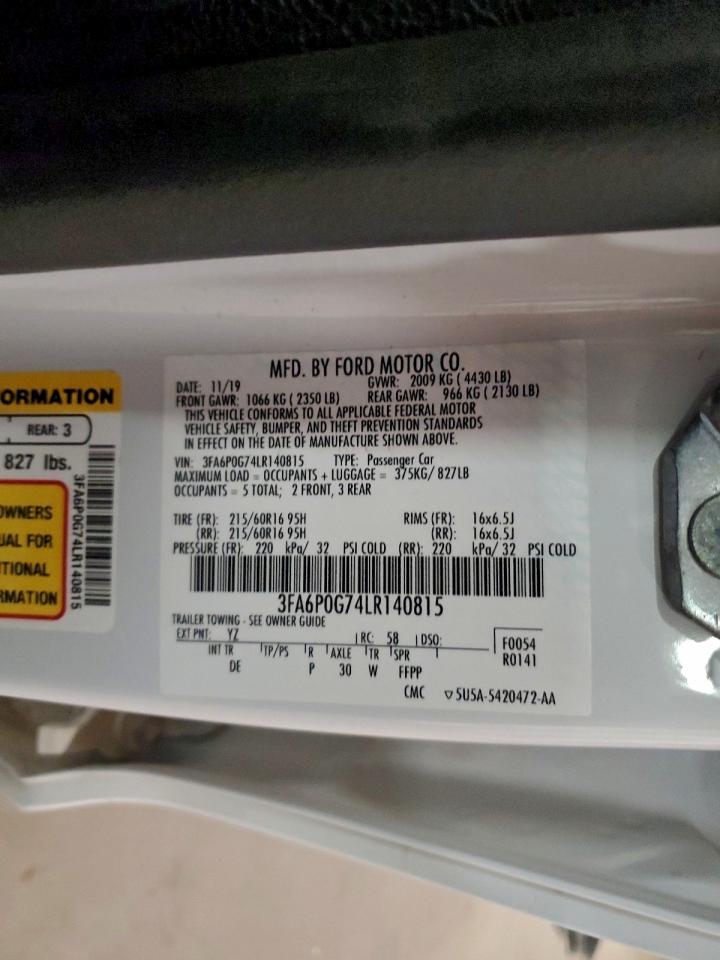 ORMATION
REAR: 3
827 lbs.
OWNERS
UAL FOR
ITIONAL
RMATION
3FA6P0G74LR140815
MFD. BY FORD MOTOR CO.
DATE: 11/19 GVWR: 2009 KG ( 4430 LB)
FRONT GAWR: 1066 KG ( 2350 LB) REAR GAWR: 966 KG ( 2130 LB)
THIS VEHICLE CONFORMS TO ALL APPLICABLE FEDERAL MOTOR
VEHICLE SAFETY, BUMPER, AND THEFT PREVENTION STANDARDS
IN EFFECT ON THE DATE OF MANUFACTURE SHOWN ABOVE.
VIN: 3FA6P0G74LR140815 TYPE: Passenger Car
MAXIMUM LOAD = OCCUPANTS + LUGGAGE = 375KG/ 827LB
OCCUPANTS = 5 TOTAL; 2 FRONT, 3 REAR
TIRE (FR): 215/60R16 95H RIMS (FR): 16x6.5J
(RR): 215/60R16 95H (RR): 16x6.5J
PRESSURE (FR): 220 kPa/ 32 PSI COLD (RR): 220 kPa/ 32 PSI COLD
3FA6P0G74LR140815
TRAILER TOWING - SEE OWNER GUIDE
EXT PNT: YZ RC: 58 DSO: F0054
INT TR TP/PS R AXLE TR SPR R0141
DE P 30 W FFPP
CMC ▽5U5A-5420472-AA